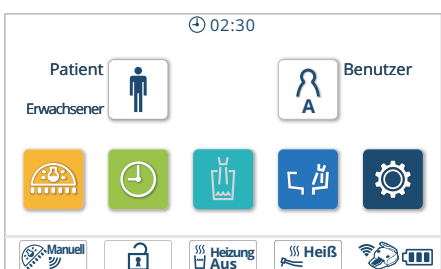 02:30
Patient
Benutzer
Erwachsener
A
Manuell
Heizung
Aus
Heiß